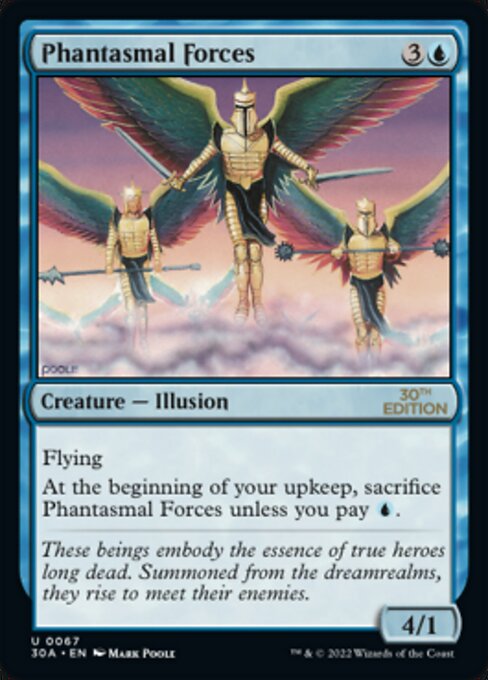 Phantasmal Forces 3
POOLE
Creature — Illusion
30TH
EDITION
Flying
At the beginning of your upkeep, sacrifice
Phantasmal Forces unless you pay .
These beings embody the essence of true heroes
long dead. Summoned from the dreamrealms,
they rise to meet their enemies.
4/1
U 0067
30A • EN Mark Poole
™ & © 2022 Wizards of the Coast